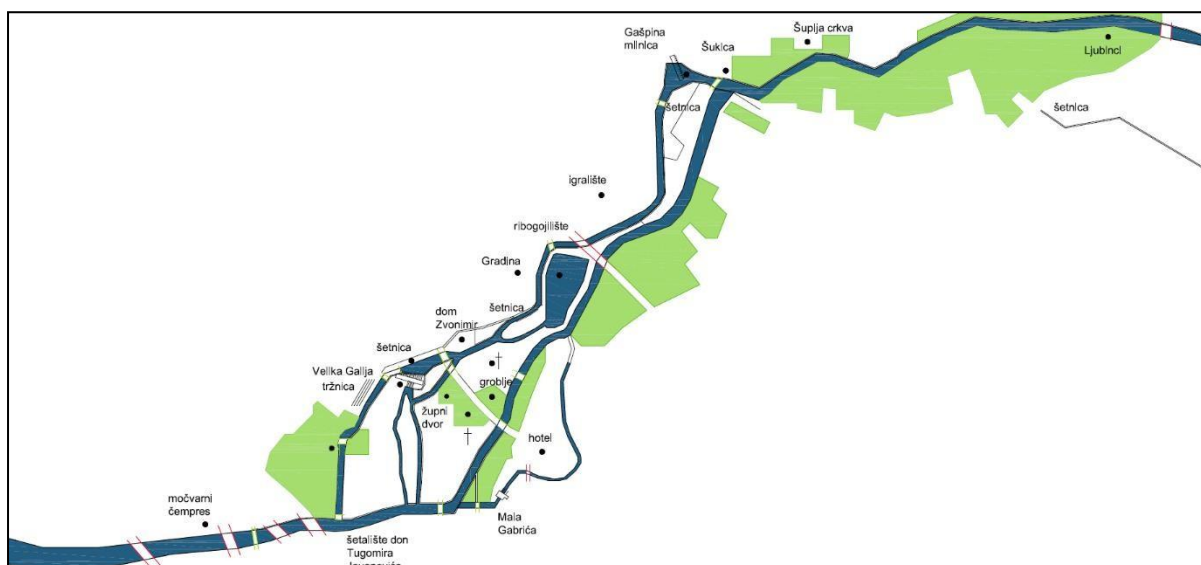 Šuplja crkva
Gašpina
mlinica
Šukica
Ljubinci
šetnica
šetnica
igralište
ribogojilište
Gradina
šetnica
dom
Zvonimir
šetnica
Velika Galija
tržnica
groblje
župni
dvor
hotel
močvarni
čempres
Mala
Gabrića
šetalište don
Tugomira